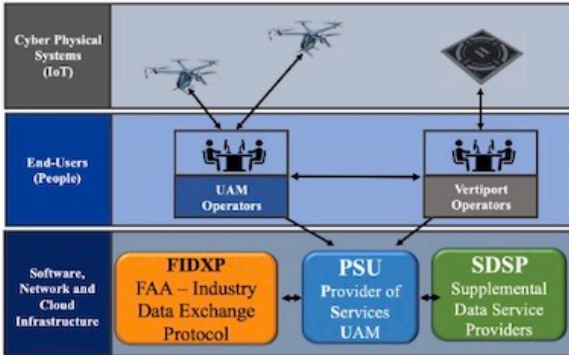 Cyber Physical
Systems
(IoT)
End-Users
(People)
UAM
Operators
Vertiport
Operators
Software,
Network and
Cloud
Infrastructure
FIDXP
FAA – Industry
Data Exchange
Protocol
PSU
Provider of
Services
UAM
SDSP
Supplemental
Data Service
Providers